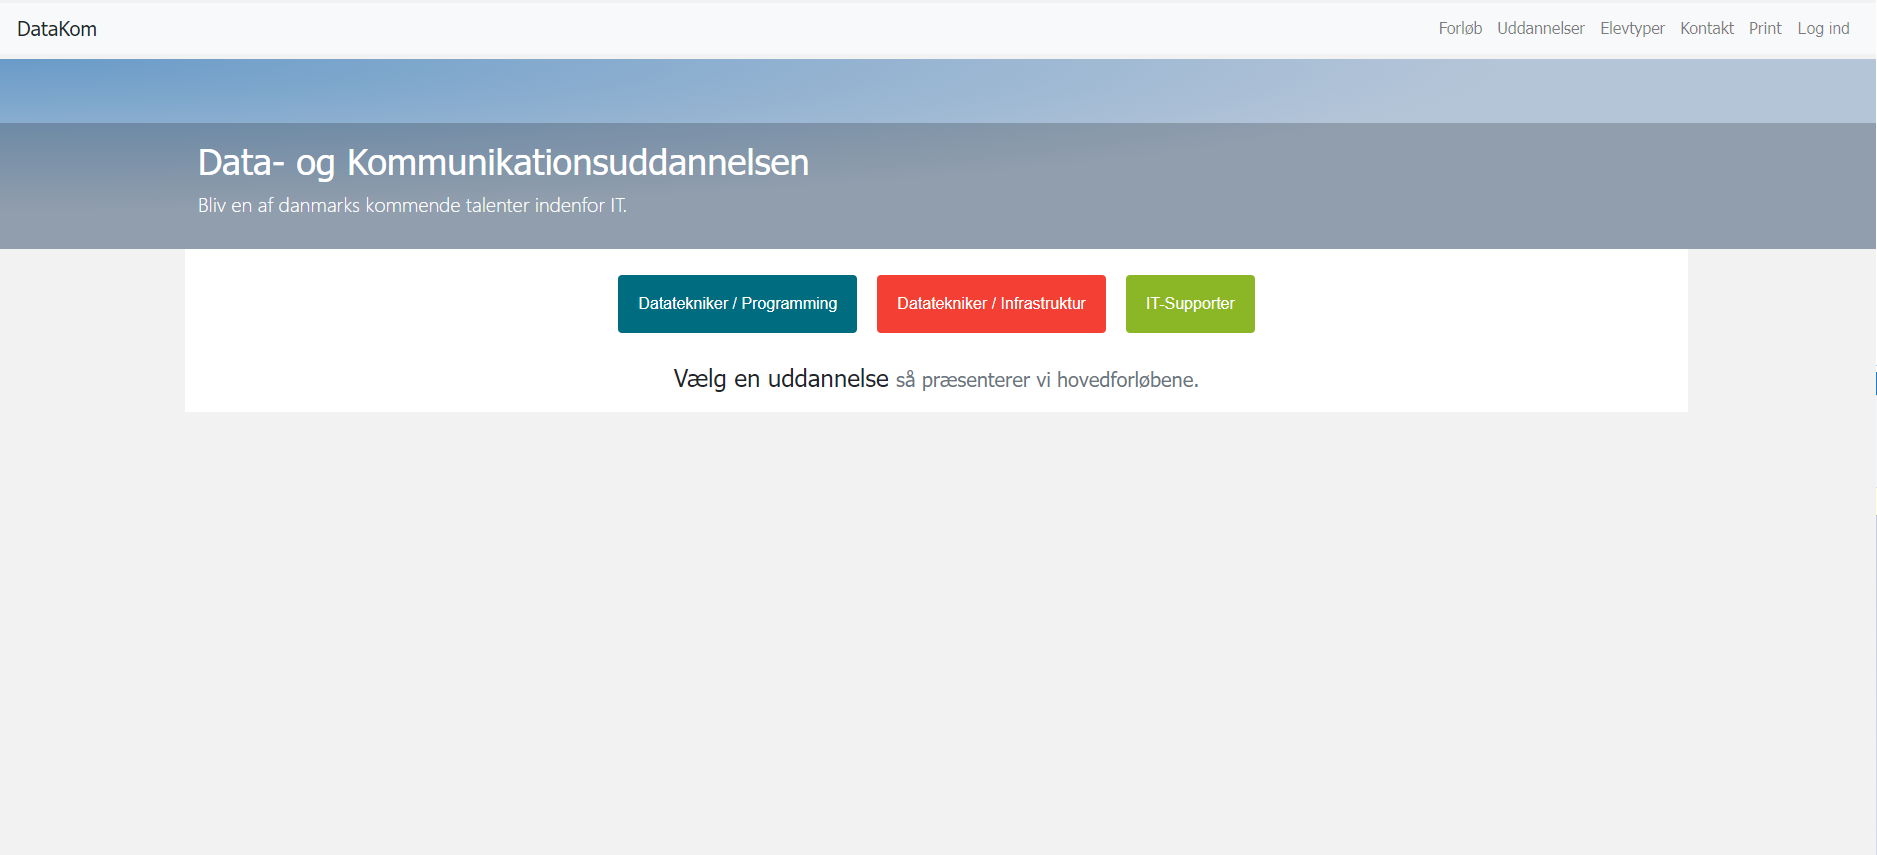 DataKom
Forløb Uddannelser Elevtyper Kontakt Print Log ind
Data- og Kommunikationsuddannelsen
Bliv en af danmarks kommende talenter indenfor IT.
Datatekniker / Programming
Datatekniker / Infrastruktur
IT-Supporter
Vælg en uddannelse så præsenterer vi hovedforløbene.